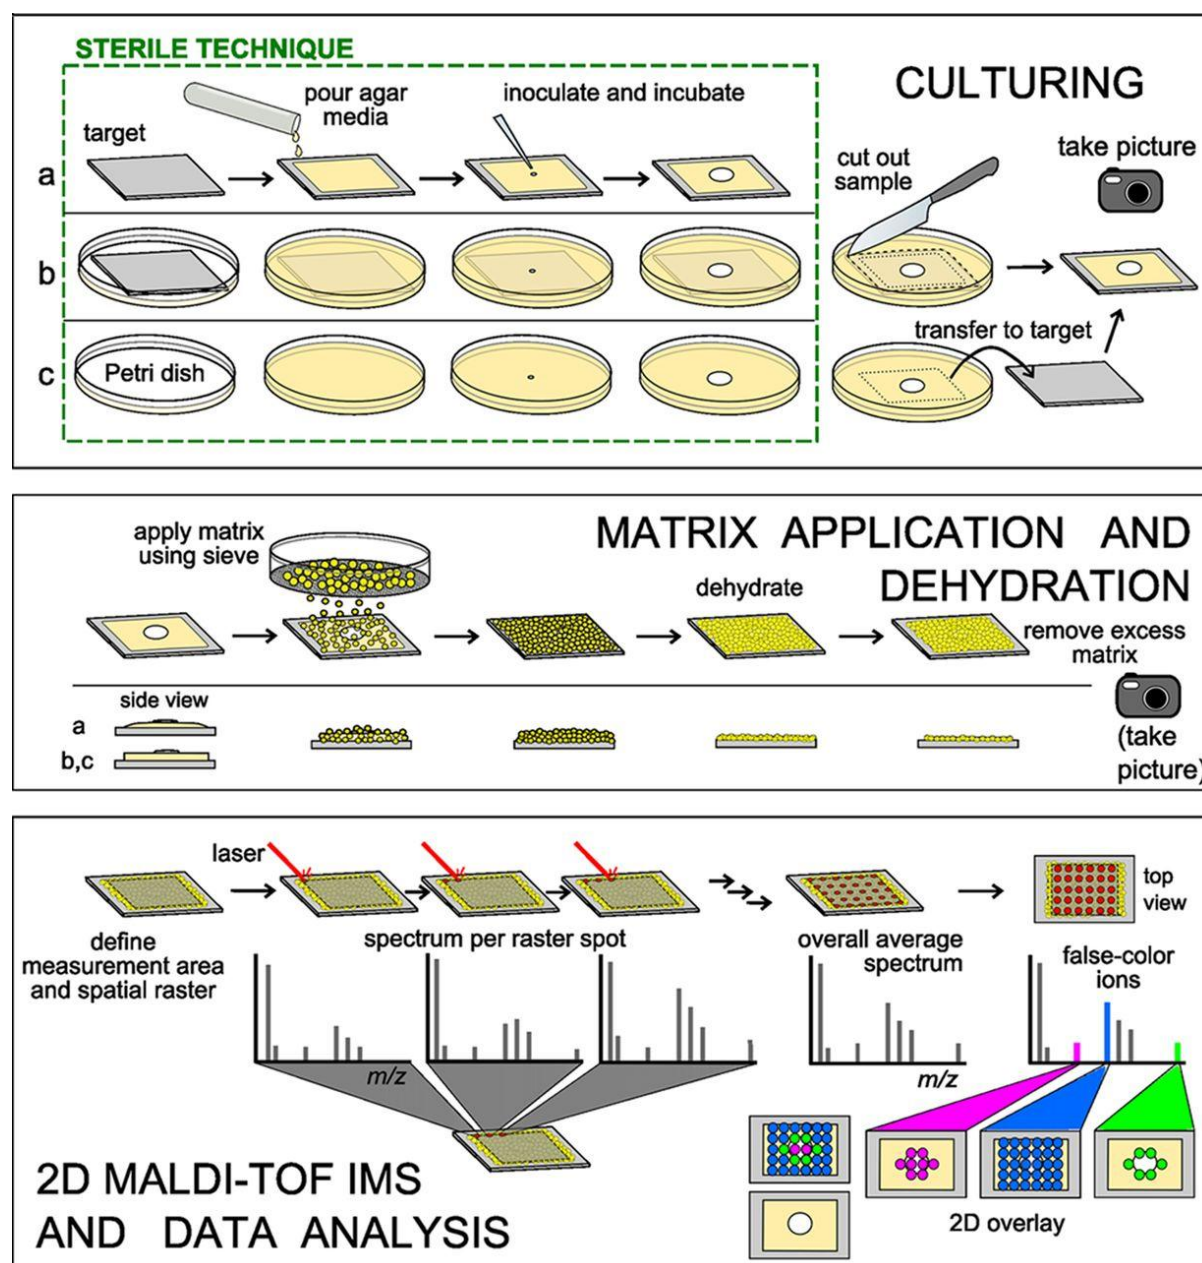 STERILE TECHNIQUE
CULTURING
target
pour agar
media
inoculate and incubate
cut out
sample
take picture
a
b
c
Petri dish
transfer to target
MATRIX APPLICATION AND
DEHYDRATION
apply matrix
using sieve
dehydrate
remove excess
matrix
side view
a
b,c
(take
picture)
laser
define
measurement area
and spatial raster
spectrum per raster spot
overall average
spectrum
top
view
false-color
ions
m/z
m/z
2D overlay
2D MALDI-TOF IMS
AND DATA ANALYSIS